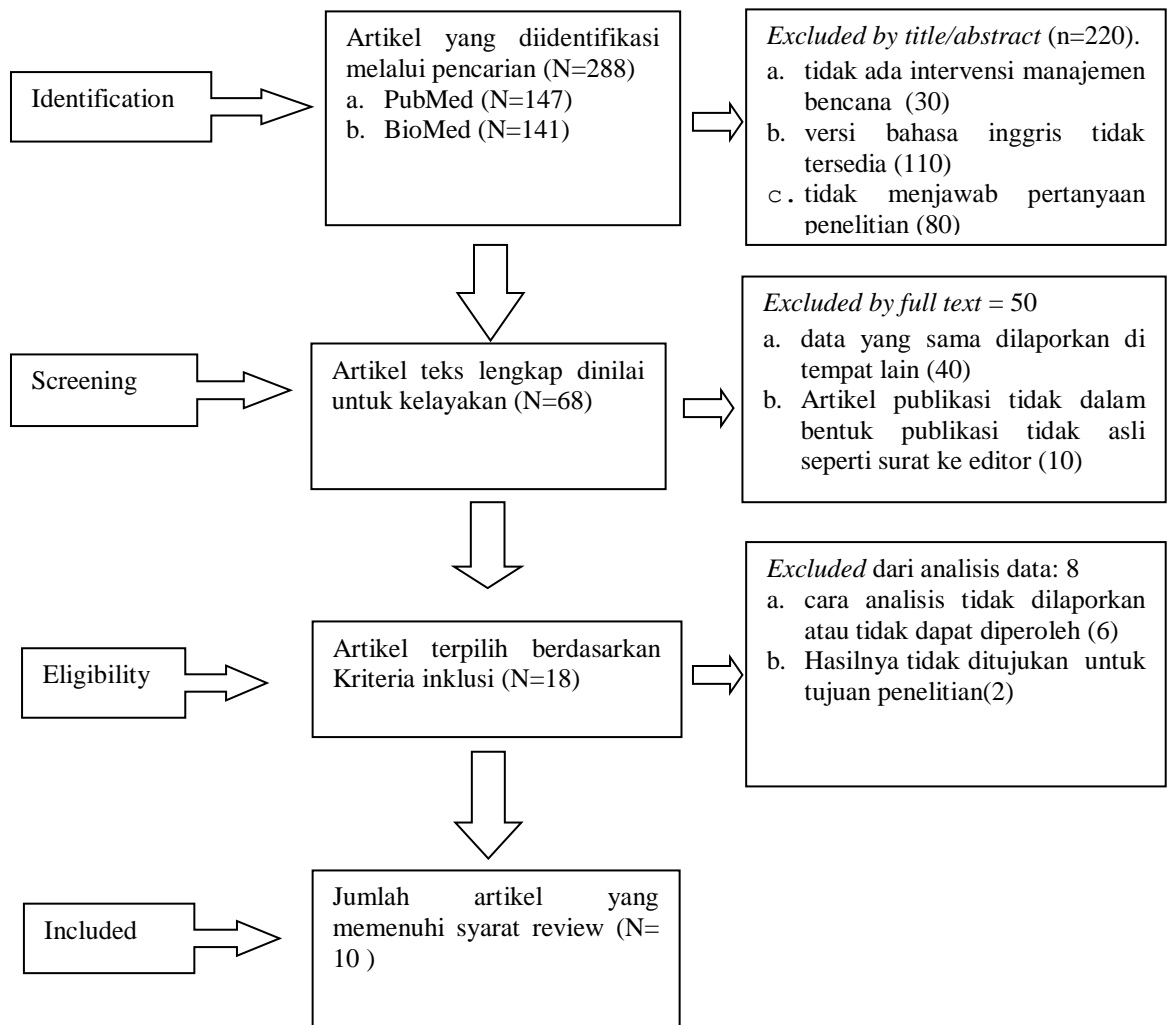 Identification
Artikel yang diidentifikasi
melalui pencarian (N=288)
a. PubMed (N=147)
b. BioMed (N=141)
Excluded by title/abstract (n=220).
a. tidak ada intervensi manajemen
bencana (30)
b. versi bahasa inggris tidak
tersedia (110)
c. tidak menjawab pertanyaan
penelitian (80)
Screening
Artikel teks lengkap dinilai
untuk kelayakan (N=68)
Excluded by full text = 50
a. data yang sama dilaporkan di
tempat lain (40)
b. Artikel publikasi tidak dalam
bentuk publikasi tidak asli
seperti surat ke editor (10)
Eligibility
Artikel terpilih berdasarkan
Kriteria inklusi (N=18)
Excluded dari analisis data: 8
a. cara analisis tidak dilaporkan
atau tidak dapat diperoleh (6)
b. Hasilnya tidak ditujukan untuk
tujuan penelitian(2)
Included
Jumlah artikel yang
memenuhi syarat review (N=
10 )